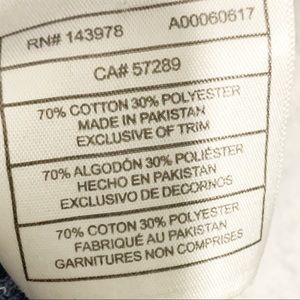 RN# 143978 A00060617
CA# 57289
70% COTTON 30% POLYESTER
MADE IN PAKISTAN
EXCLUSIVE OF TRIM
70% ALGODÓN 30% POLIÉSTER
HECHO EN PAKISTÁN
EXCLUSIVO DE DECORNOS
70% COTON 30% POLYESTER
FABRIQUÉ AU PAKISTAN
GARNITURES NON COMPRISES